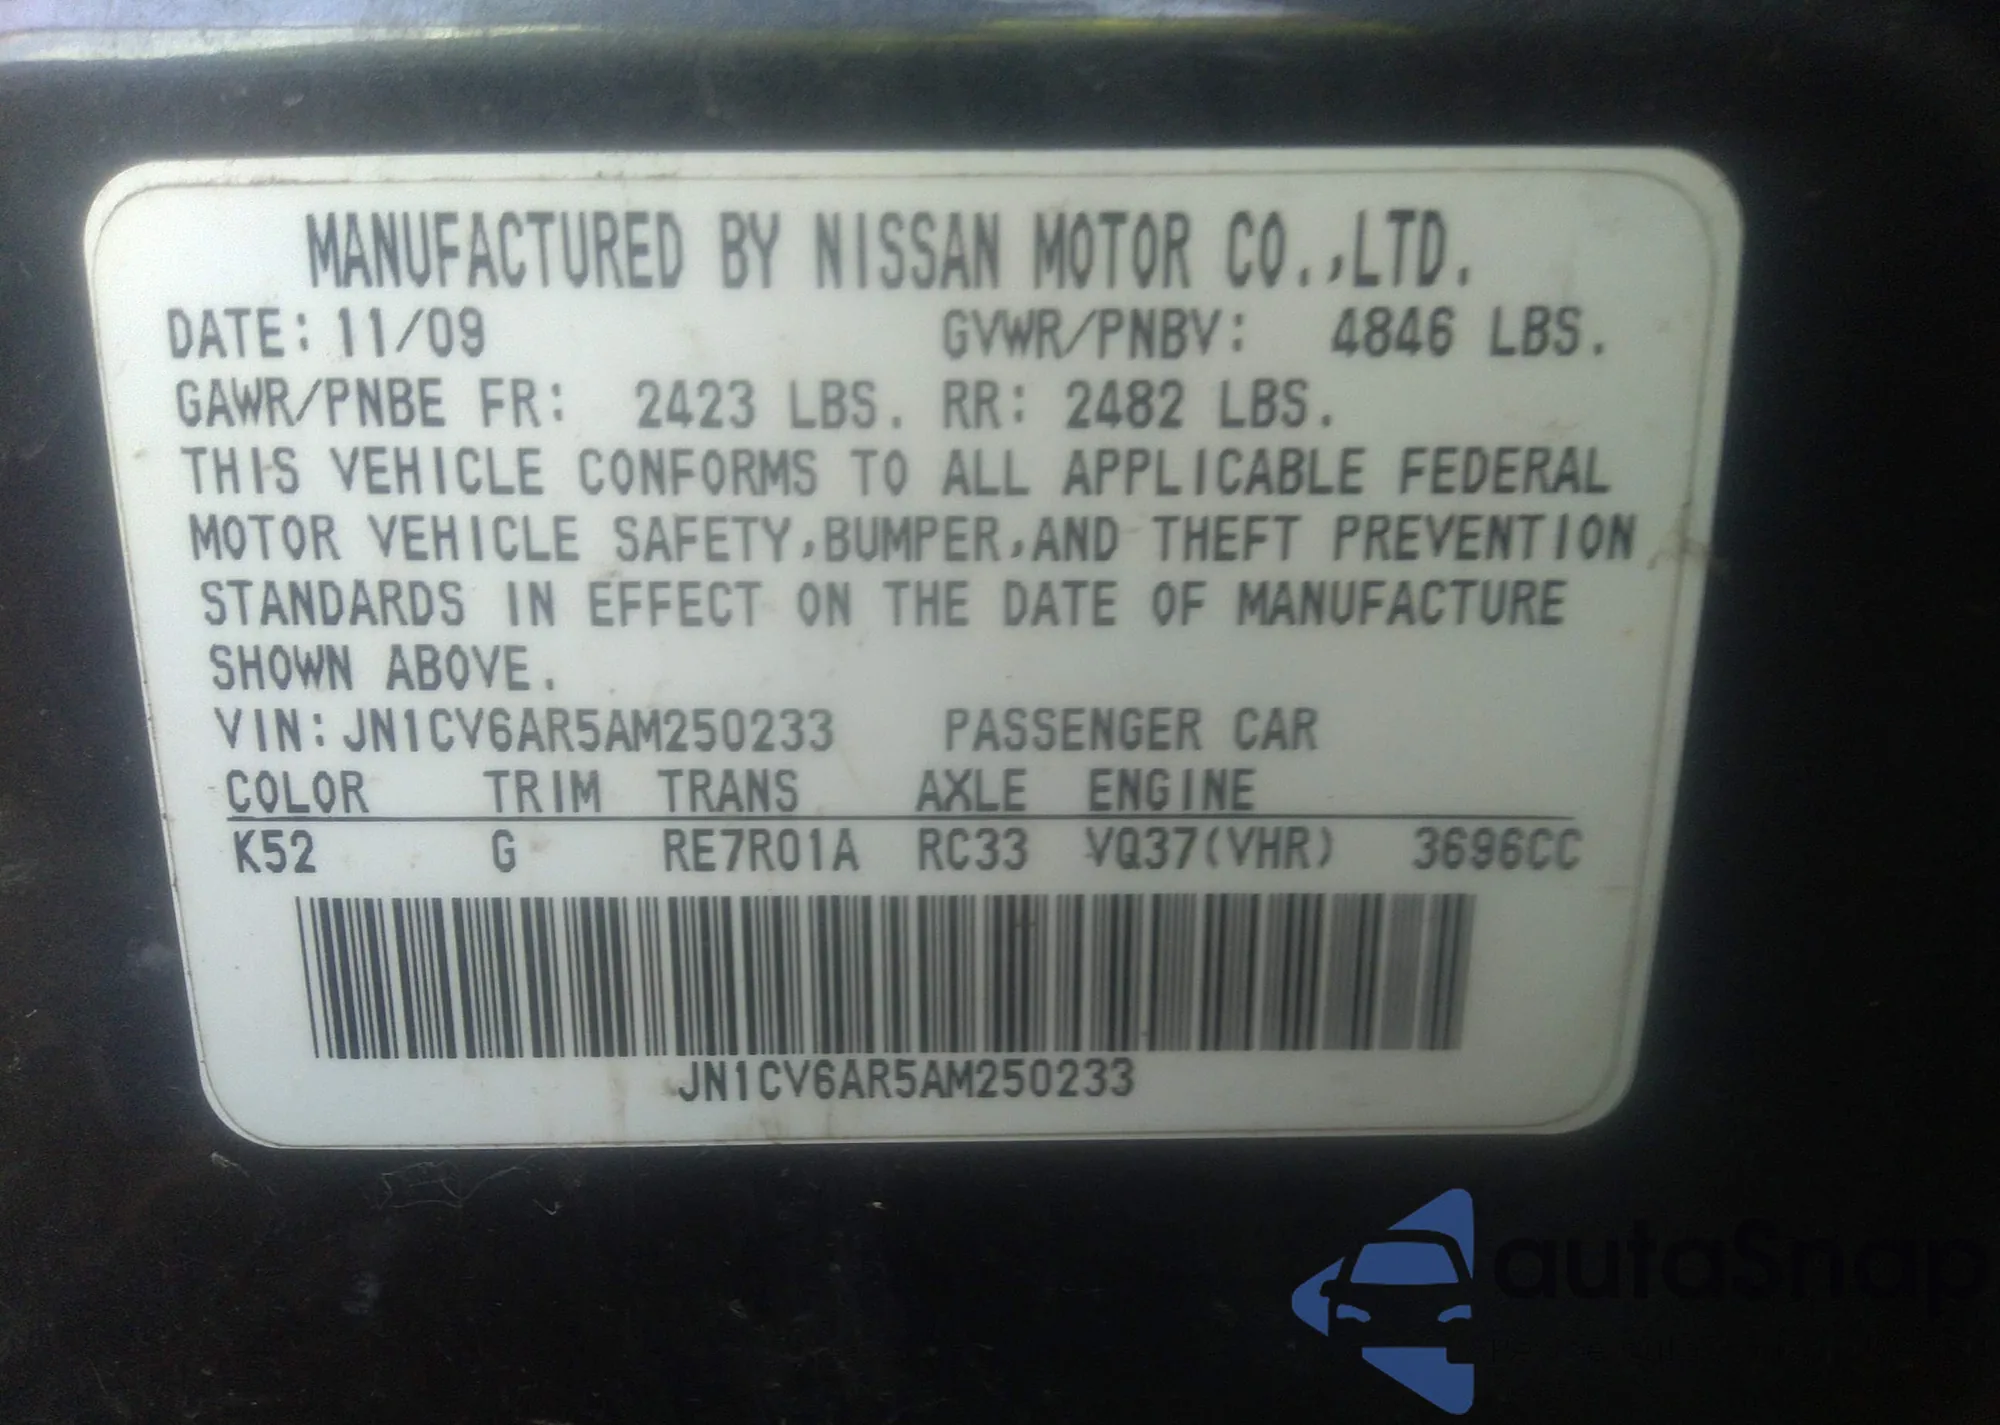 MANUFACTURED BY NISSAN MOTOR CO.,LTD.
DATE: 11/09 GVWR/PNBV: 4846 LBS.
GAWR/PNBE FR: 2423 LBS. RR: 2482 LBS.
THIS VEHICLE CONFORMS TO ALL APPLICABLE FEDERAL
MOTOR VEHICLE SAFETY,BUMPER,AND THEFT PREVENTION
STANDARDS IN EFFECT ON THE DATE OF MANUFACTURE
SHOWN ABOVE.
VIN:JN1CV6AR5AM250233 PASSENGER CAR
COLOR TRIM TRANS AXLE ENGINE
K52 G RE7R01A RC33 VQ37(VHR) 3696CC
JN1CV6AR5AM250233
autoSnap